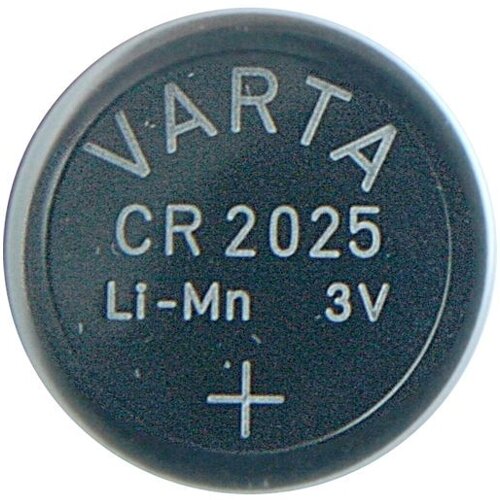 VARTA
CR 2025
Li-Mn 3V
+